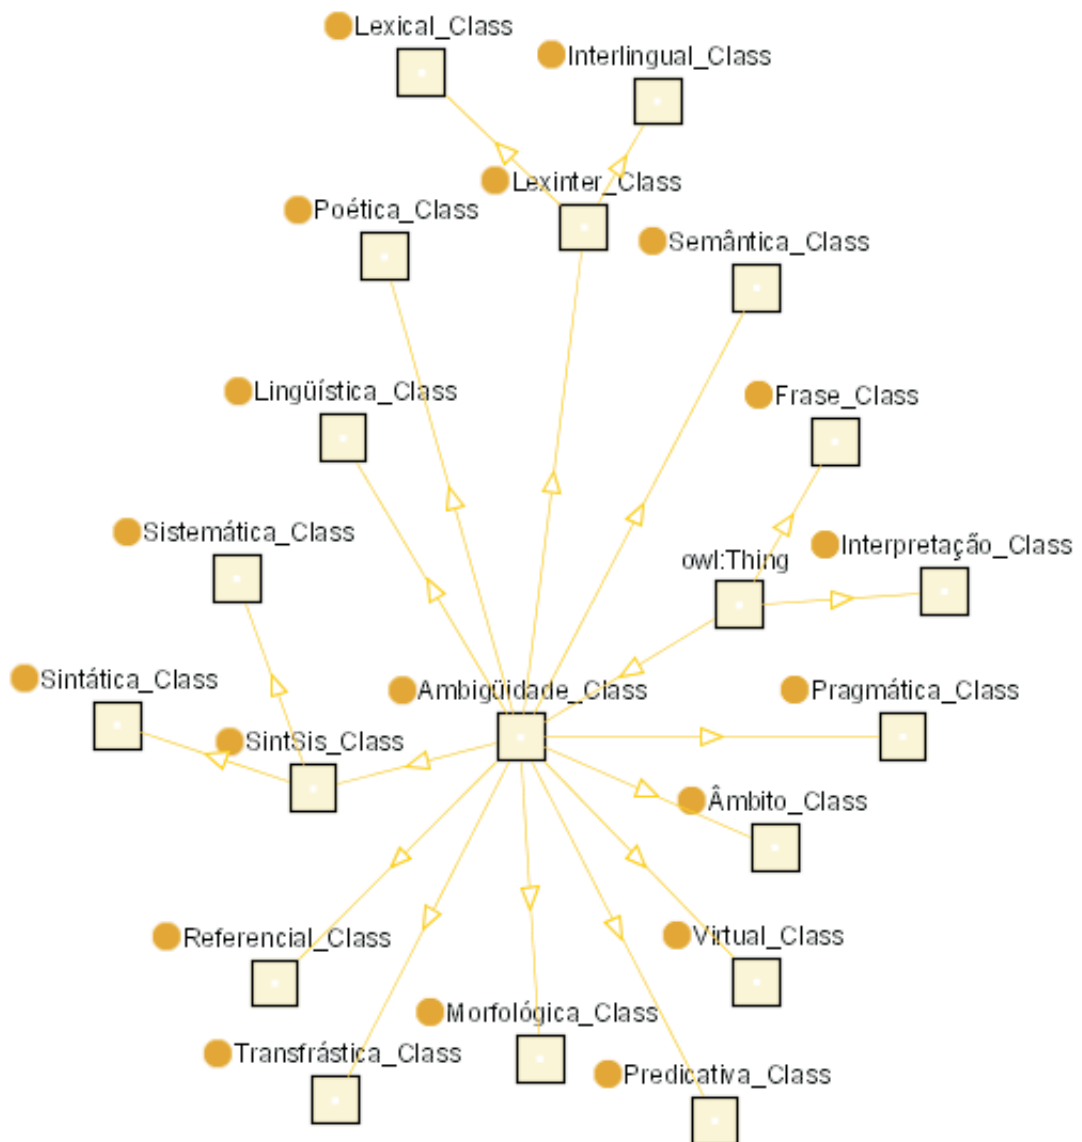 Lexical_Class
Interlingual_Class
Lexinter_Class
Poética_Class
Semântica_Class
Lingüística_Class
Frase_Class
Sistemática_Class
Interpretação_Class
owl:Thing
Sintática_Class
Ambigüidade_Class
Pragmática_Class
SintSis_Class
Âmbito_Class
Referencial_Class
Virtual_Class
Morfológica_Class
Transfrástica_Class
Predicativa_Class